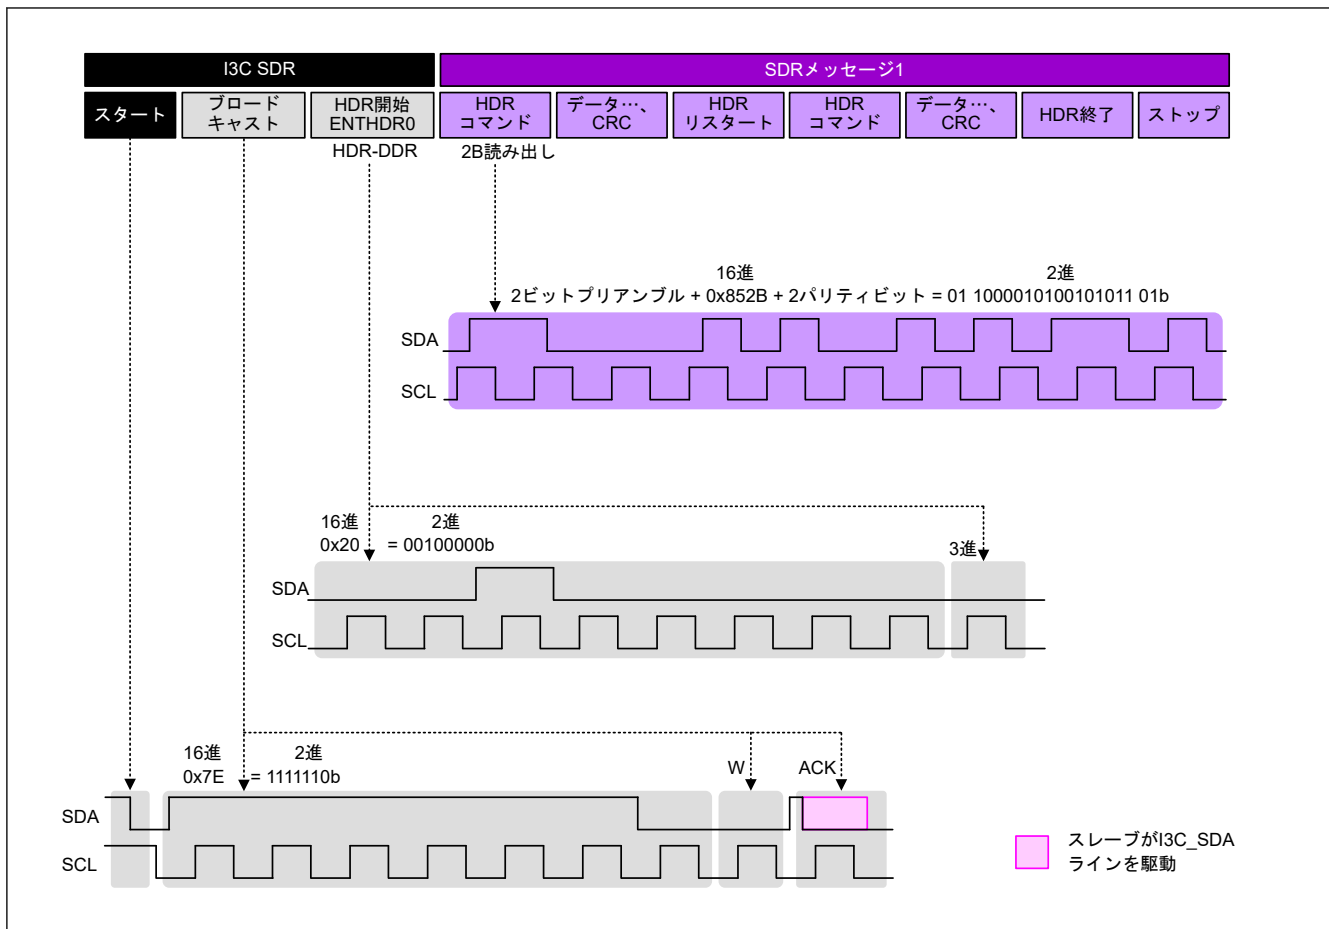 I3C SDR
SDRメッセージ1
スタート
ブロード
キャスト
HDR開始
ENTHDR0
HDR
コマンド
データ…、
CRC
HDR
リスタート
HDR
コマンド
データ…、
CRC
HDR終了
ストップ
HDR-DDR
2B読み出し
16進
2進
2ビットプリアンブル + 0x852B + 2パリティビット = 01 1000010100101011 01b
SDA
SCL
16進
2進
0x20 = 00100000b
3進
SDA
SCL
16進
2進
0x7E = 1111110b
W
ACK
SDA
SCL
スレーブがI3C_SDA
ラインを駆動